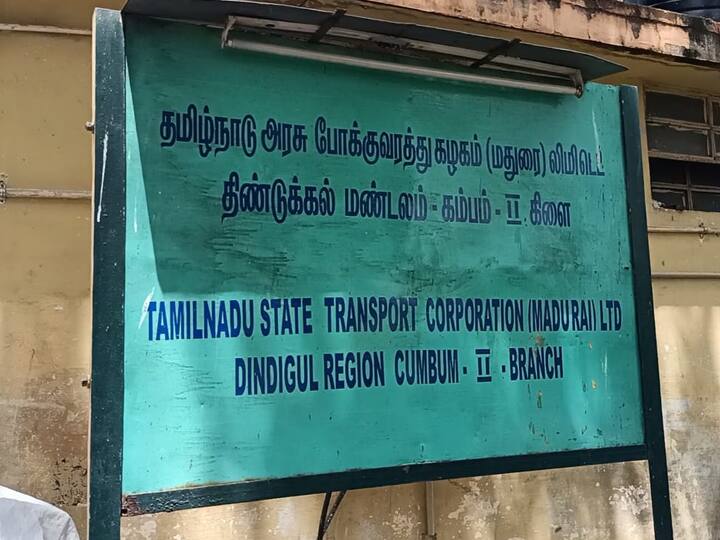 தமிழ்நாடு அரசு போக்குவரத்து கழகம் (மதுரை) லிமிடெட்
திண்டுக்கல் மண்டலம் - கம்பம் - II கிளை
TAMILNADU STATE TRANSPORT CORPORATION (MADURAI) LTD
DINDIGUL REGION CUMBUM - II - BRANCH